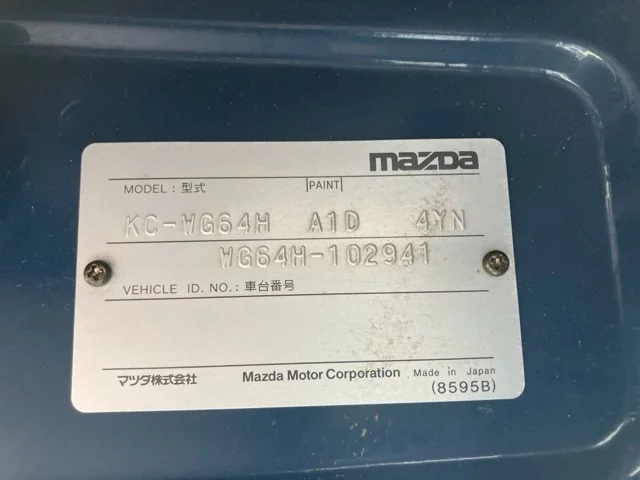 mazda
MODEL : 型式 PAINT
KC-WG64H A1D 4YN
WG64H-102941
VEHICLE ID. NO. : 車台番号
マツダ株式会社 Mazda Motor Corporation Made in Japan
(8595B)